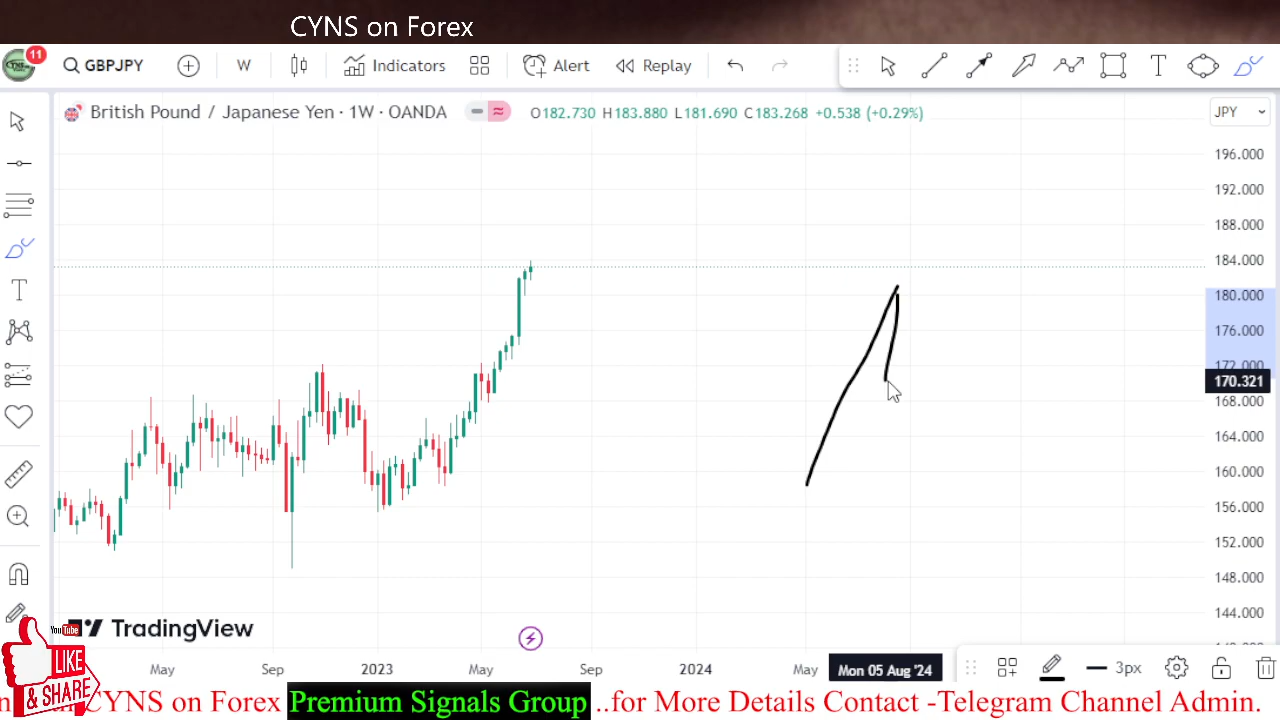 CYNS on Forex
11
GBPJPY
W
Indicators
Alert
Replay
T
British Pound / Japanese Yen · 1W · OANDA
O182.730 H183.880 L181.690 C183.268 +0.538 (+0.29%)
JPY
196.000
192.000
188.000
184.000
180.000
176.000
172.000
170.321
168.000
164.000
160.000
156.000
152.000
148.000
144.000
T
TradingView
May
Sep
2023
May
Sep
2024
May
Mon 05 Aug '24
3px
YouTube
LIKE
& SHARE
CYNS on Forex Premium Signals Group ..for More Details Contact -Telegram Channel Admin.